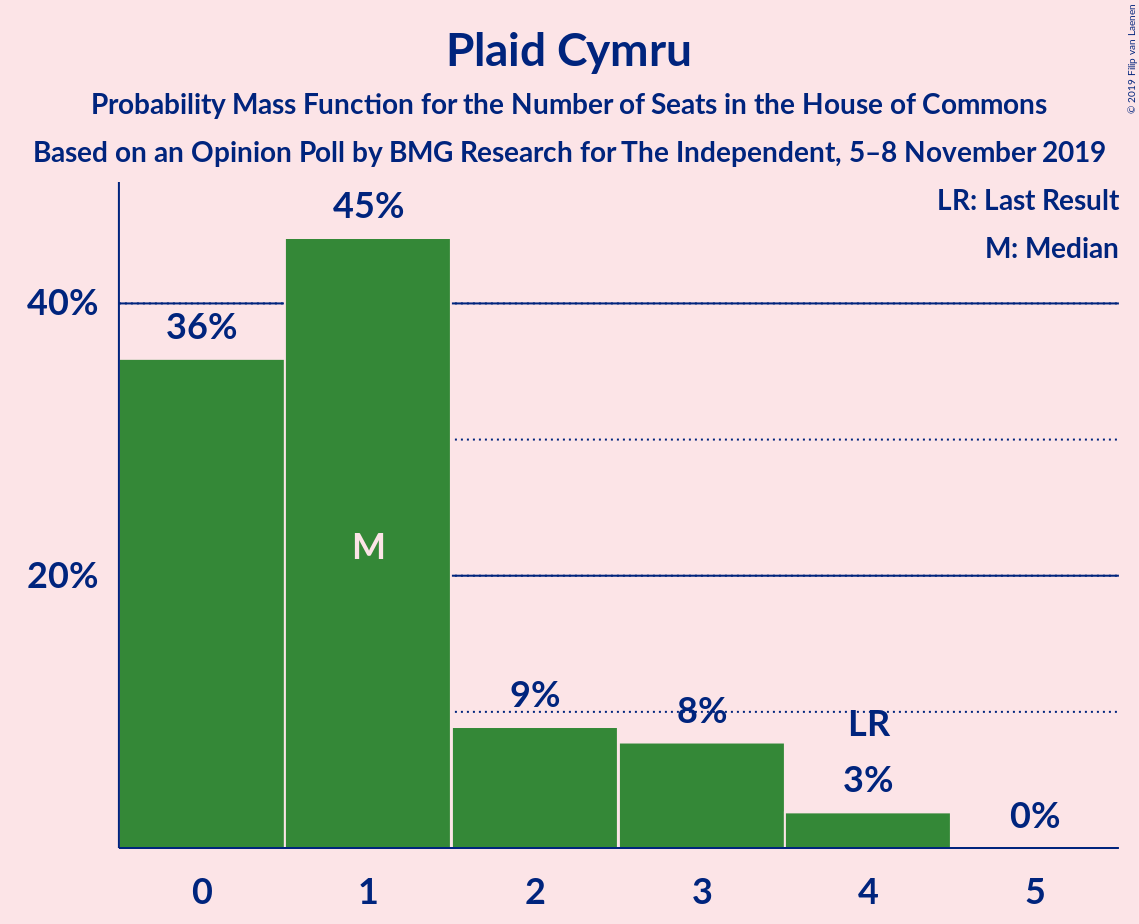 Plaid Cymru
Probability Mass Function for the Number of Seats in the House of Commons
Based on an Opinion Poll by BMG Research for The Independent, 5–8 November 2019
© 2019 Filip van Laenen
LR: Last Result
M: Median
45%
40%
36%
M
20%
9%
8%
LR
3%
0%
0 1 2 3 4 5